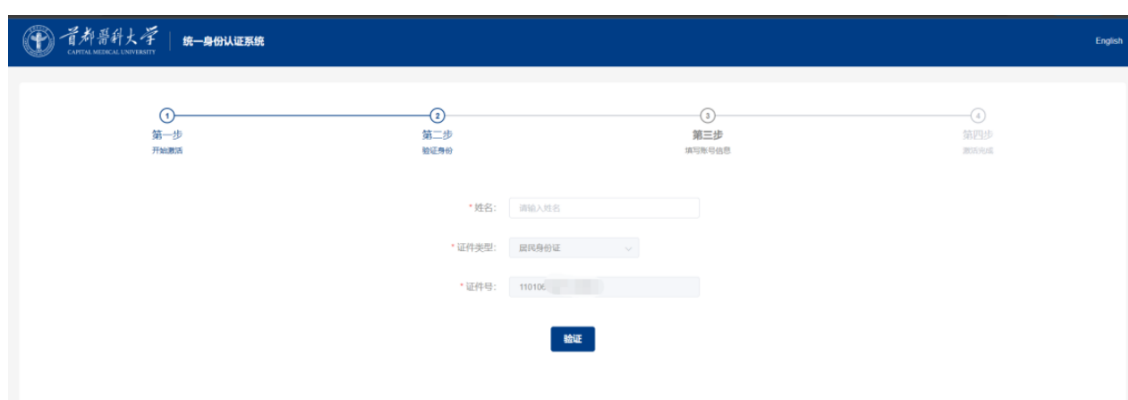 首都医科大学
CAPITAL MEDICAL UNIVERSITY
统一身份认证系统
English
1
第一步
开始激活
2
第二步
验证身份
3
第三步
填写账号信息
4
第四步
激活完成
*姓名:
请输入姓名
*证件类型:
居民身份证
*证件号:
110106
验证